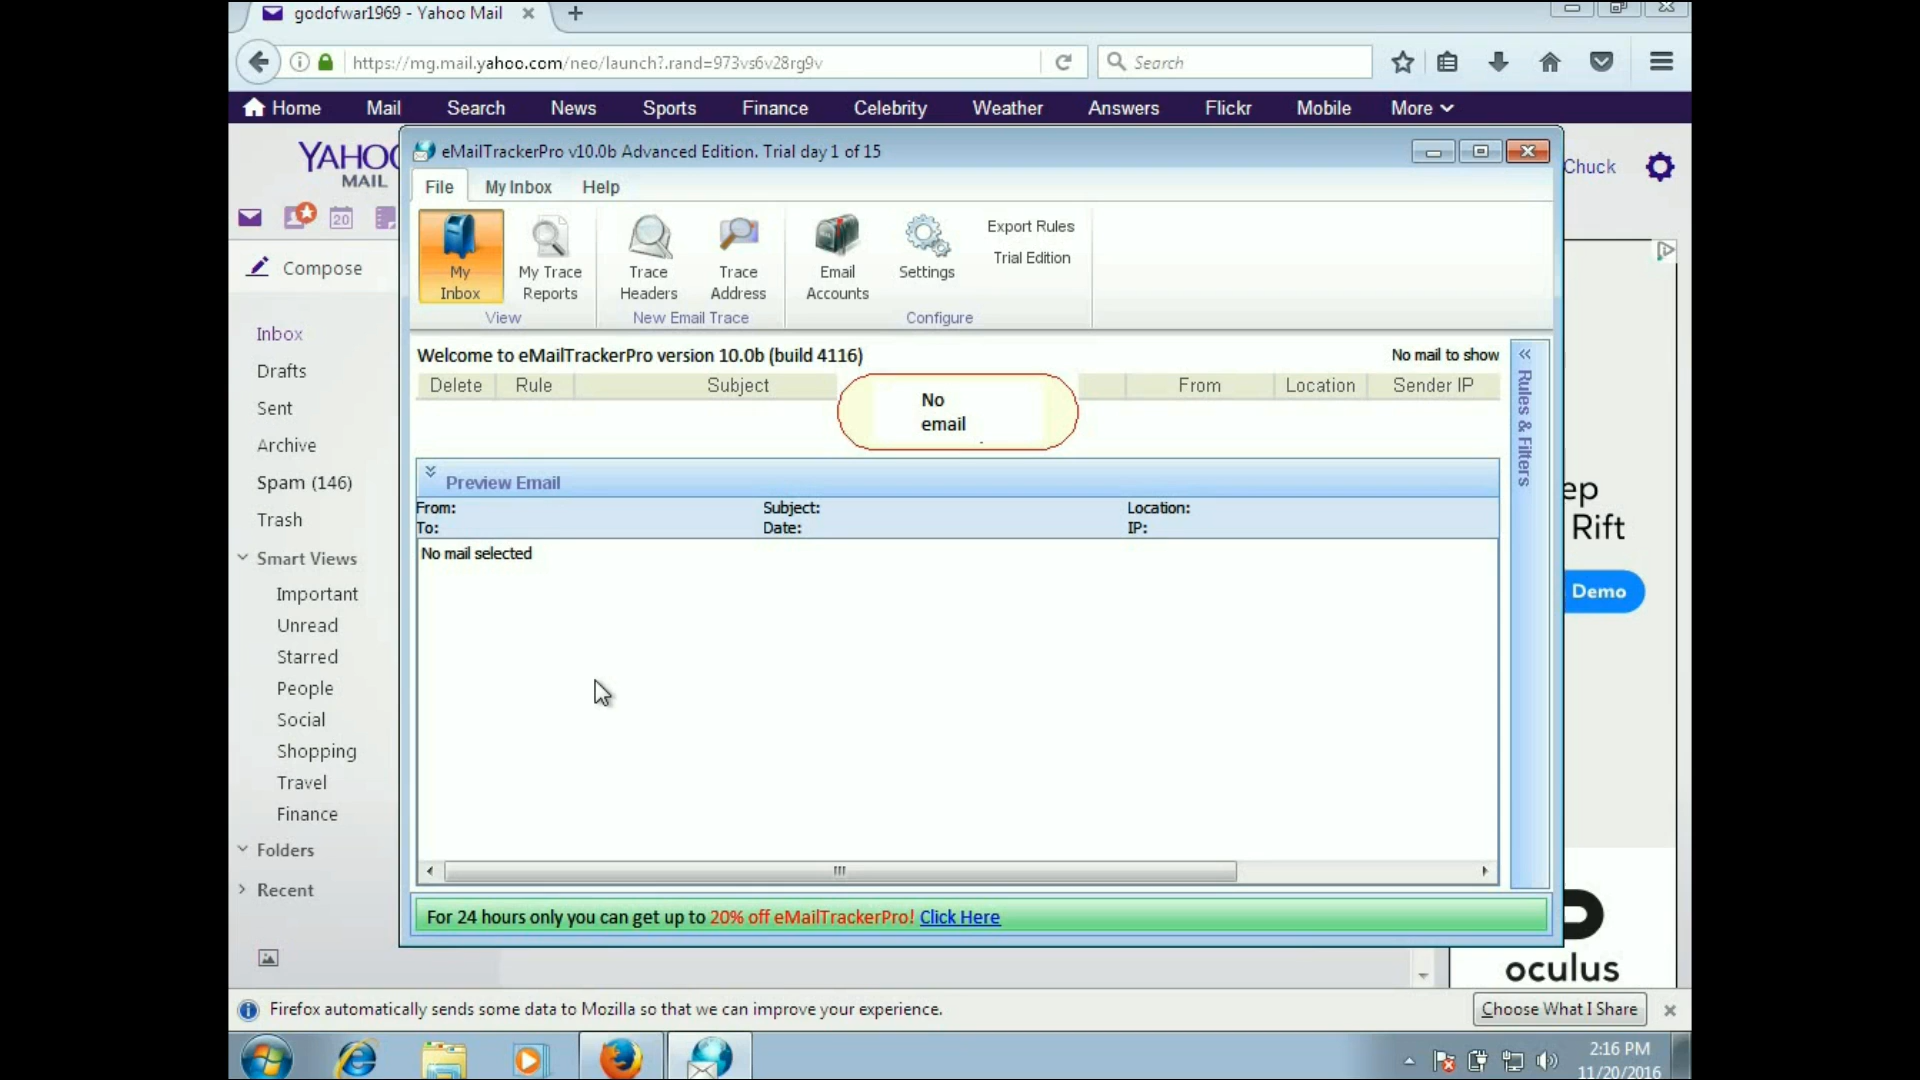 godofwar1969 - Yahoo Mail
https://mg.mail.yahoo.com/neo/launch?.rand=973vs6v28rg9v
Search
Home Mail Search News Sports Finance Celebrity Weather Answers Flickr Mobile More
YAHOO
MAIL
Chuck
20
Compose
Inbox
Drafts
Sent
Archive
Spam (146)
Trash
Smart Views
Important
Unread
Starred
People
Social
Shopping
Travel
Finance
Folders
Recent
eMailTrackerPro v10.0b Advanced Edition. Trial day 1 of 15
File My Inbox Help
My Inbox
My Trace Reports
Trace Headers
Trace Address
Email Accounts
Settings
Export Rules
Trial Edition
View
New Email Trace
Configure
Welcome to eMailTrackerPro version 10.0b (build 4116)
No mail to show
Delete Rule Subject From Location Sender IP
No
email
Rules & Filters
Preview Email
From: Subject: Location:
To: Date: IP:
No mail selected
For 24 hours only you can get up to 20% off eMailTrackerPro! Click Here
ep
Rift
Demo
oculus
Firefox automatically sends some data to Mozilla so that we can improve your experience.
Choose What I Share
2:16 PM
11/20/2016